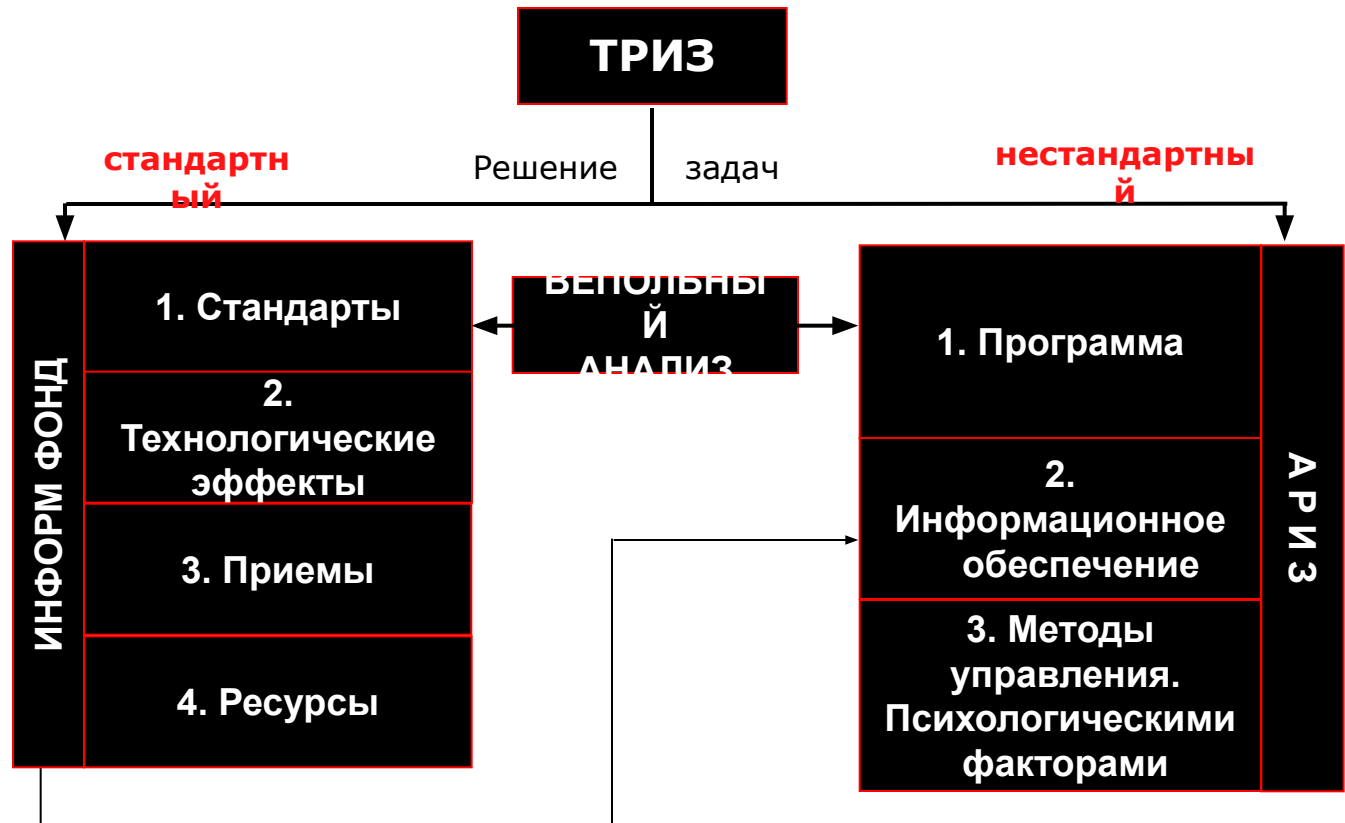 ТРИЗ
стандартн
ый
Решение задач
нестандартны
й
ИНФОРМ ФОНД
1. Стандарты
2.
Технологические
эффекты
3. Приемы
4. Ресурсы
ВЕПОЛЬНЫ
Й
АНАЛИЗ
1. Программа
2.
Информационное
обеспечение
3. Методы
управления.
Психологическими
факторами
А Р И З